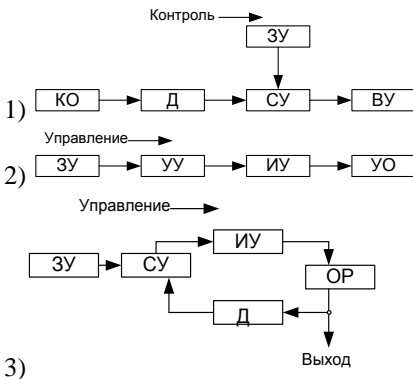 Контроль
ЗУ
1) КО Д СУ ВУ
Управление
2) ЗУ УУ ИУ УО
Управление
ИУ
ЗУ СУ
ОР
Д
Выход
3)